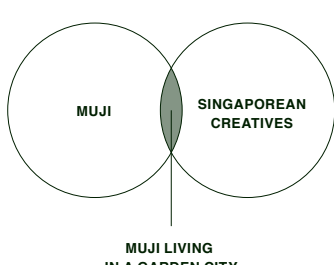 MUJI
SINGAPOREAN
CREATIVES
MUJI LIVING
IN A GARDEN CITY